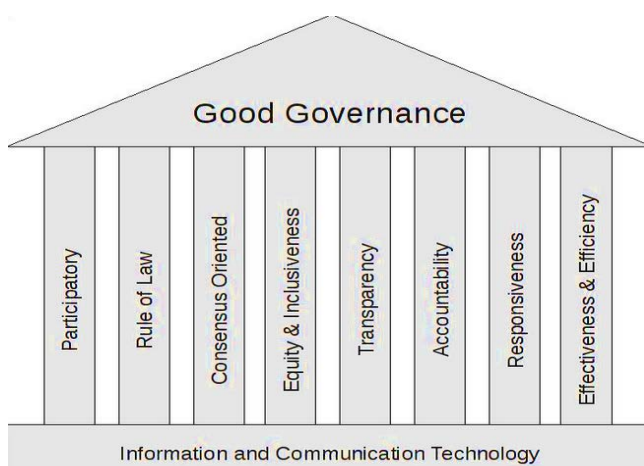 Good Governance
Participatory
Rule of Law
Consensus Oriented
Equity & Inclusiveness
Transparency
Accountability
Responsiveness
Effectiveness & Efficiency
Information and Communication Technology